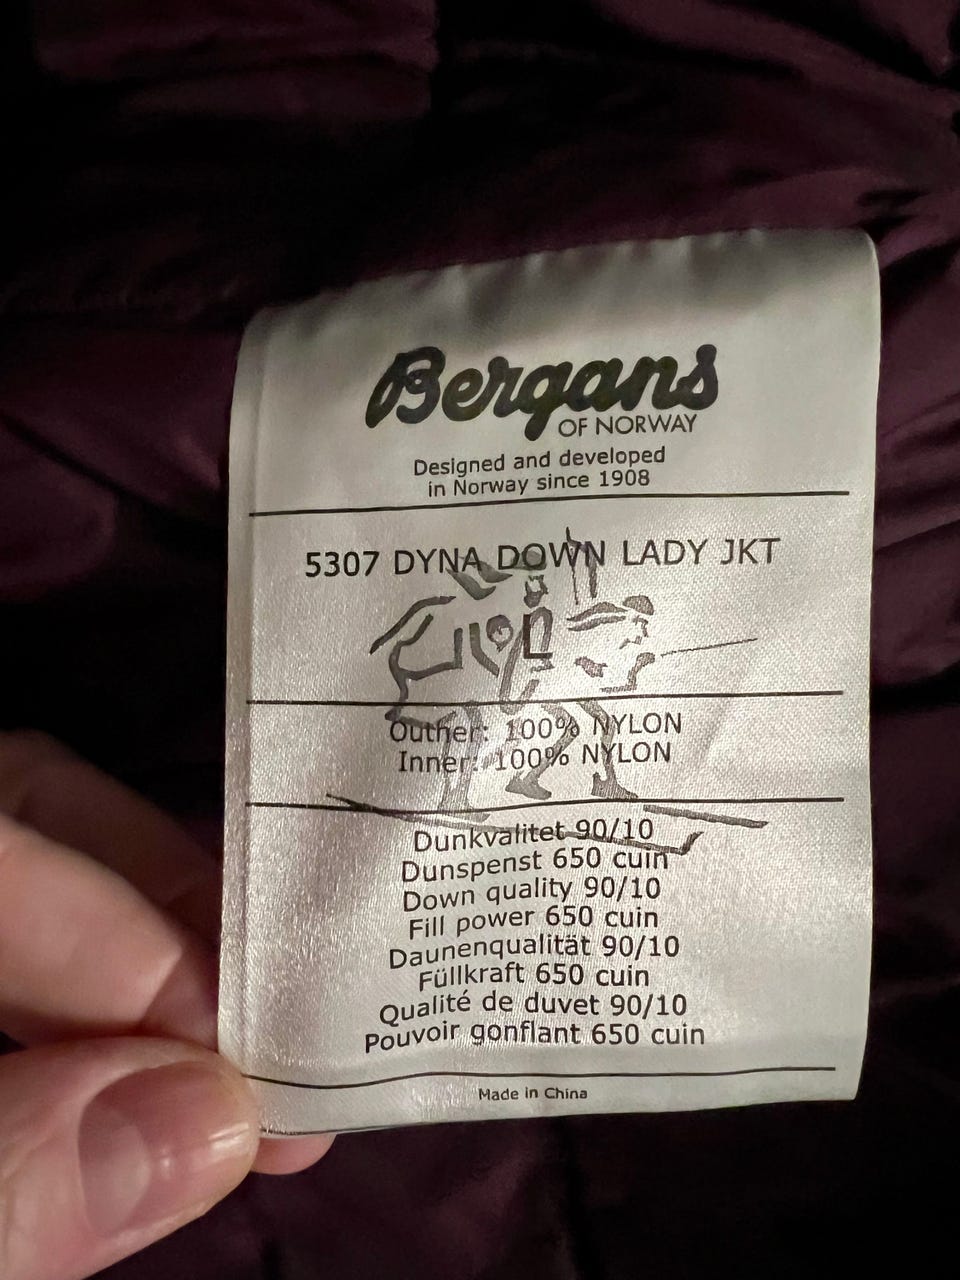 Bergans
OF NORWAY
Designed and developed
in Norway since 1908
5307 DYNA DOWN LADY JKT
Outher: 100% NYLON
Inner: 100% NYLON
Dunkvalitet 90/10
Dunspenst 650 cuin
Down quality 90/10
Fill power 650 cuin
Daunenqualität 90/10
Füllkraft 650 cuin
Qualité de duvet 90/10
Pouvoir gonflant 650 cuin
Made in China